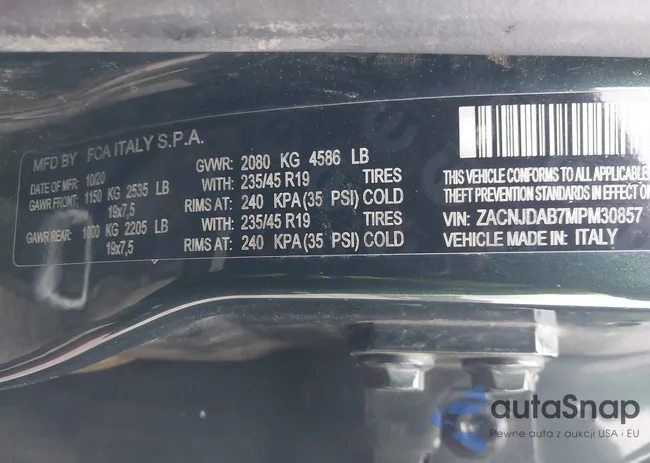 MFD BY FCA ITALY S.P.A.
DATE OF MFR: 10/20 GVWR: 2080 KG 4586 LB
GAWR FRONT: 1150 KG 2535 LB WITH: 235/45 R19 TIRES
19x7,5 RIMS AT: 240 KPA (35 PSI) COLD
GAWR REAR: 1000 KG 2205 LB WITH: 235/45 R19 TIRES
19x7,5 RIMS AT: 240 KPA (35 PSI) COLD
THIS VEHICLE CONFORMS TO ALL APPLICABLE
THEFT PREVENTION STANDARDS IN EFFECT ON
VIN: ZACNJDAB7MPM30857
VEHICLE MADE IN: ITALY
autaSnap
Pewne auta z aukcji USA i EU